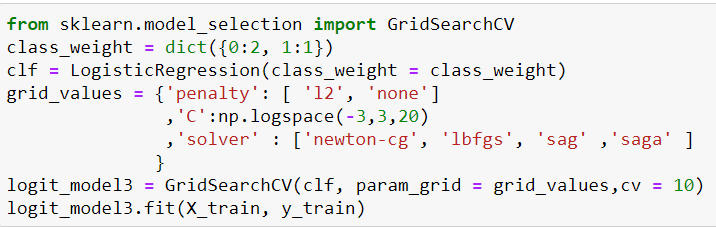 from sklearn.model_selection import GridSearchCV
class_weight = dict({0:2, 1:1})
clf = LogisticRegression(class_weight = class_weight)
grid_values = {'penalty': [ 'l2', 'none']
              ,'C':np.logspace(-3,3,20)
              ,'solver' : ['newton-cg', 'lbfgs', 'sag' ,'saga' ]
             }
logit_model3 = GridSearchCV(clf, param_grid = grid_values,cv = 10)
logit_model3.fit(X_train, y_train)